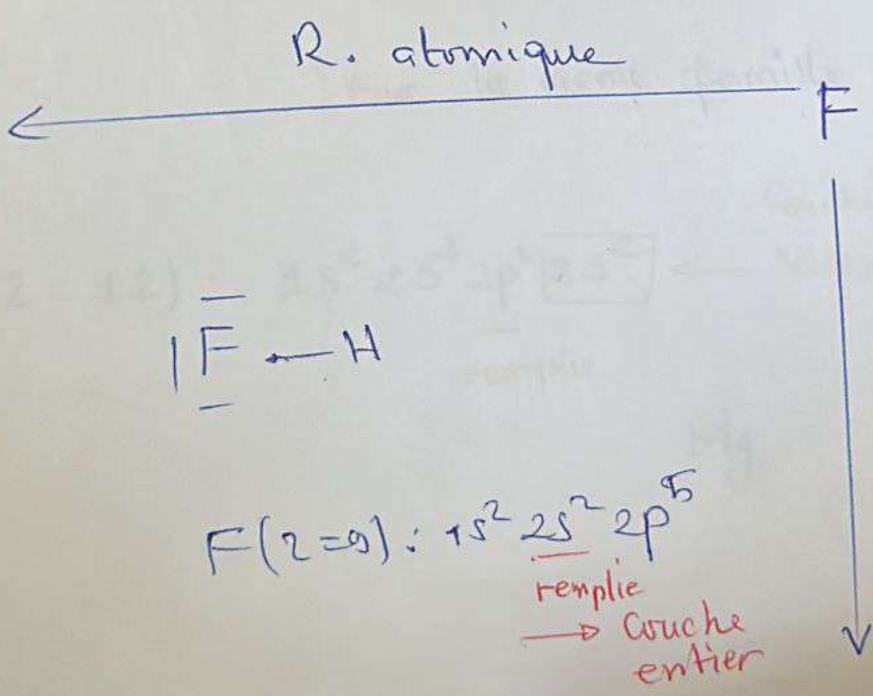 R. atomique
F
|F — H
F(z=9): 1s² 2s² 2p⁵
remplie
→ Couche
entier